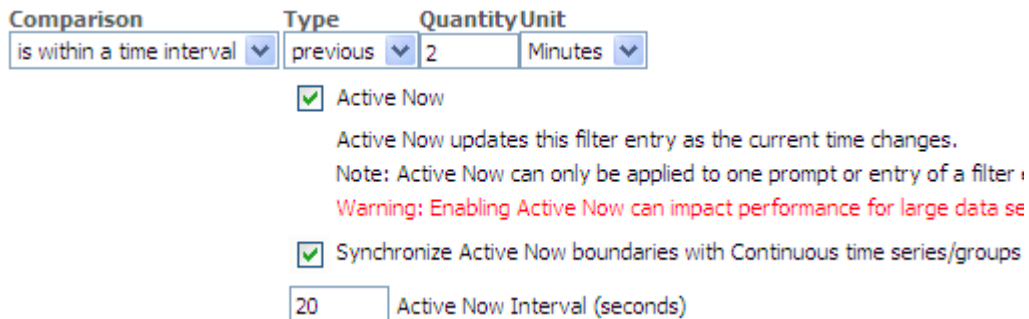 Comparison Type Quantity Unit
is within a time interval previous 2 Minutes
Active Now
Active Now updates this filter entry as the current time changes.
Note: Active Now can only be applied to one prompt or entry of a filter
Warning: Enabling Active Now can impact performance for large data se
Synchronize Active Now boundaries with Continuous time series/groups
20 Active Now Interval (seconds)